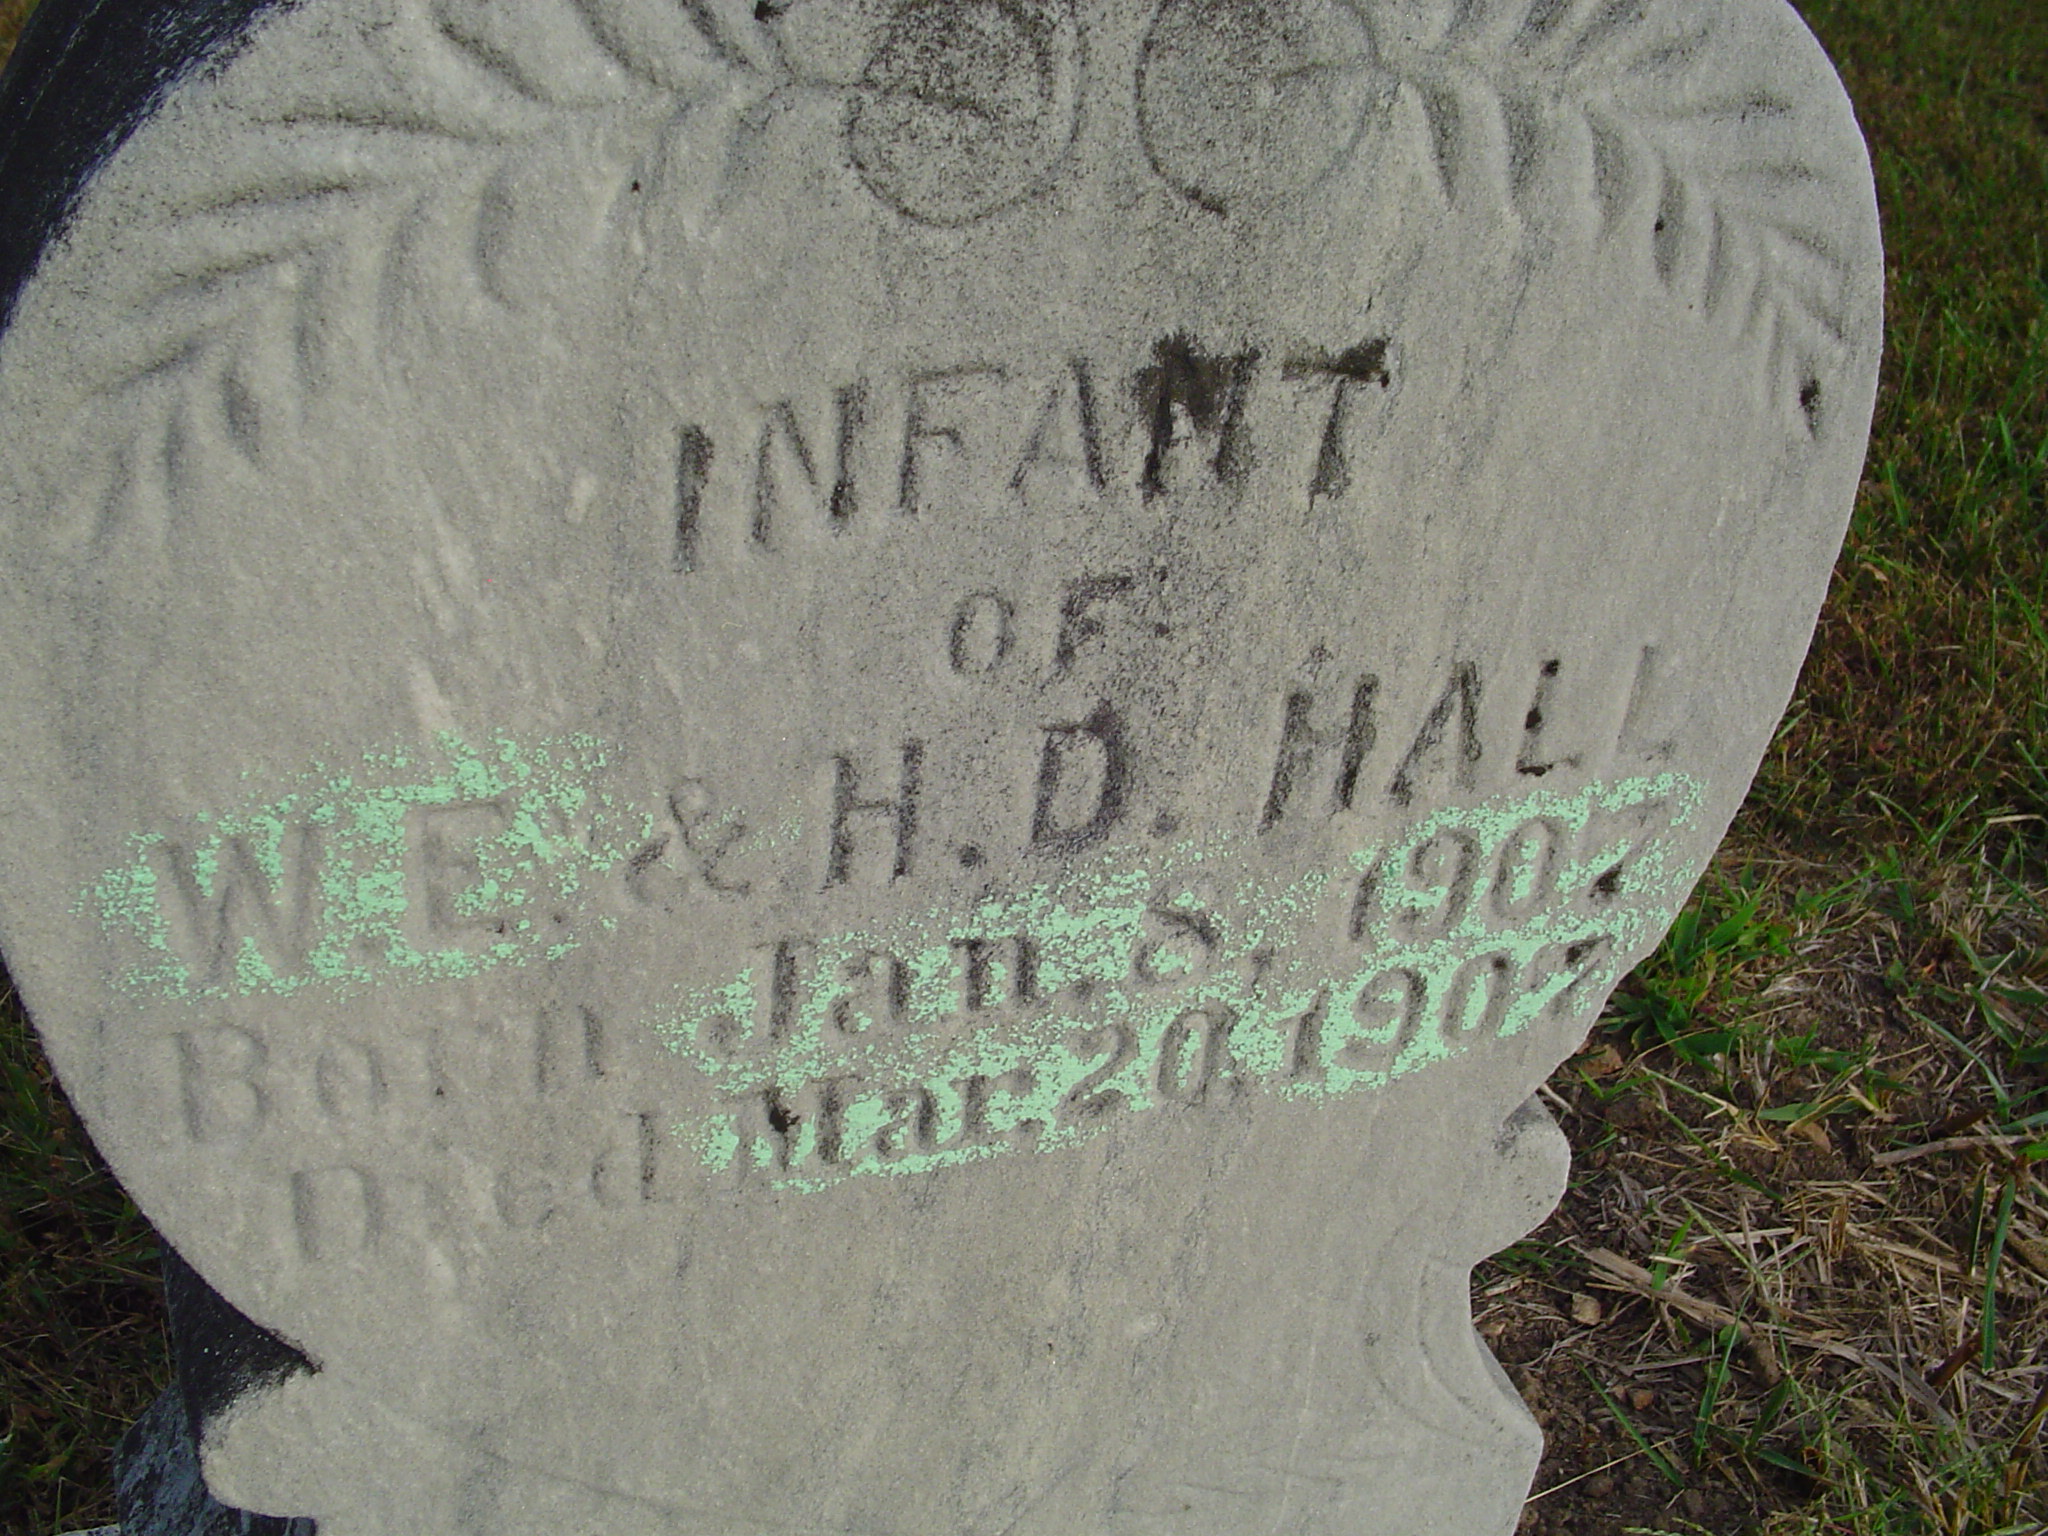 INFANT
OF
W.E. & H.D. HALL
Born Jan. 8, 1907
Died Mar. 20, 1907